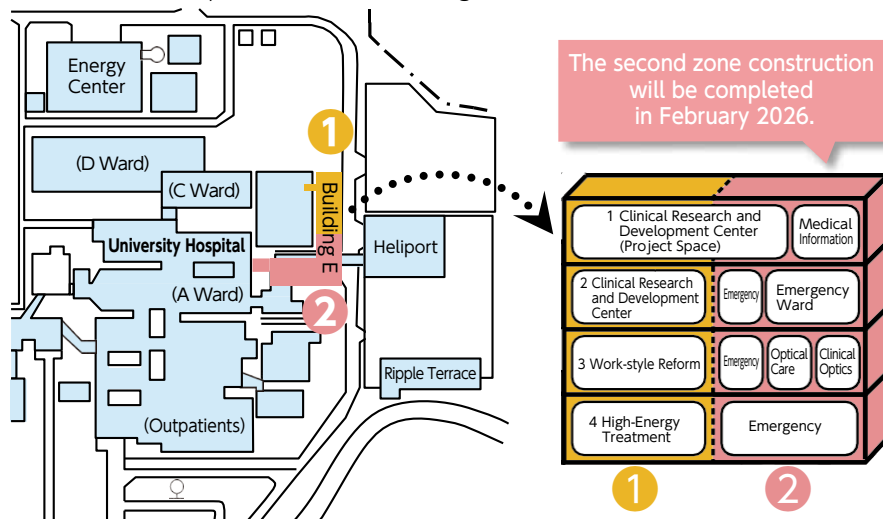 Energy
Center
1
The second zone construction
will be completed
in February 2026.
(D Ward)
(C Ward)
Building E
University Hospital
Heliport
(A Ward)
2
Ripple Terrace
(Outpatients)
1 Clinical Research and
Development Center
(Project Space)
Medical
Information
2 Clinical Research
and Development
Center
Emergency
Emergency
Ward
3 Work-style Reform
Emergency
Optical
Care
Clinical
Optics
4 High-Energy
Treatment
Emergency
1
2